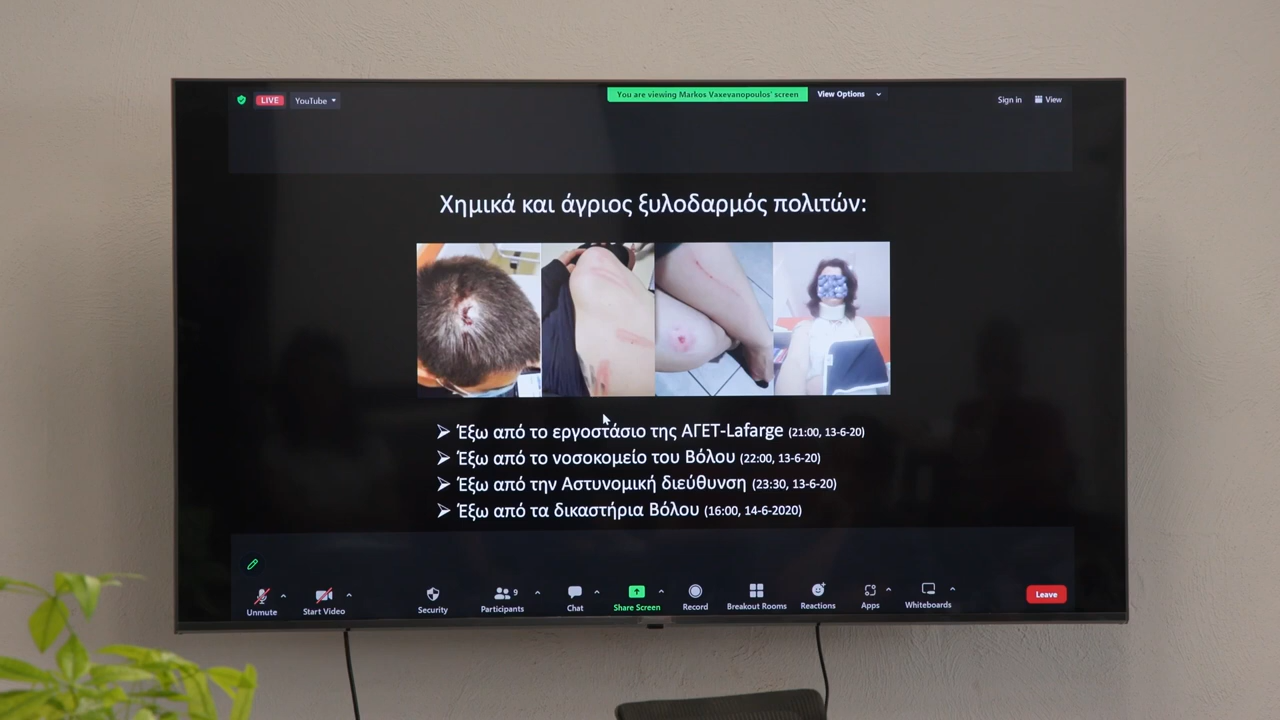 LIVE YouTube You are viewing Markos Vaxevanopoulos' screen View Options Sign in View
Χημικά και άγριος ξυλοδαρμός πολιτών:
➢ Έξω από το εργοστάσιο της ΑΓΕΤ-Lafarge (21:00, 13-6-20)
➢ Έξω από το νοσοκομείο του Βόλου (22:00, 13-6-20)
➢ Έξω από την Αστυνομική διεύθυνση (23:30, 13-6-20)
➢ Έξω από τα δικαστήρια Βόλου (16:00, 14-6-2020)
9
Unmute Start Video Security Participants Chat Share Screen Record Breakout Rooms Reactions Apps Whiteboards Leave